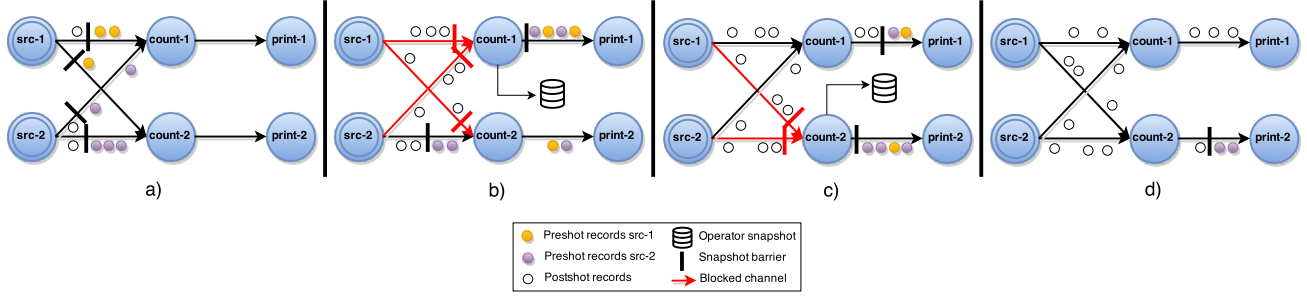 src-1 count-1 print-1
src-2 count-2 print-2
a)
src-1 count-1 print-1
src-2 count-2 print-2
b)
src-1 count-1 print-1
src-2 count-2 print-2
c)
src-1 count-1 print-1
src-2 count-2 print-2
d)
Preshot records src-1
Preshot records src-2
Postshot records
Operator snapshot
Snapshot barrier
Blocked channel